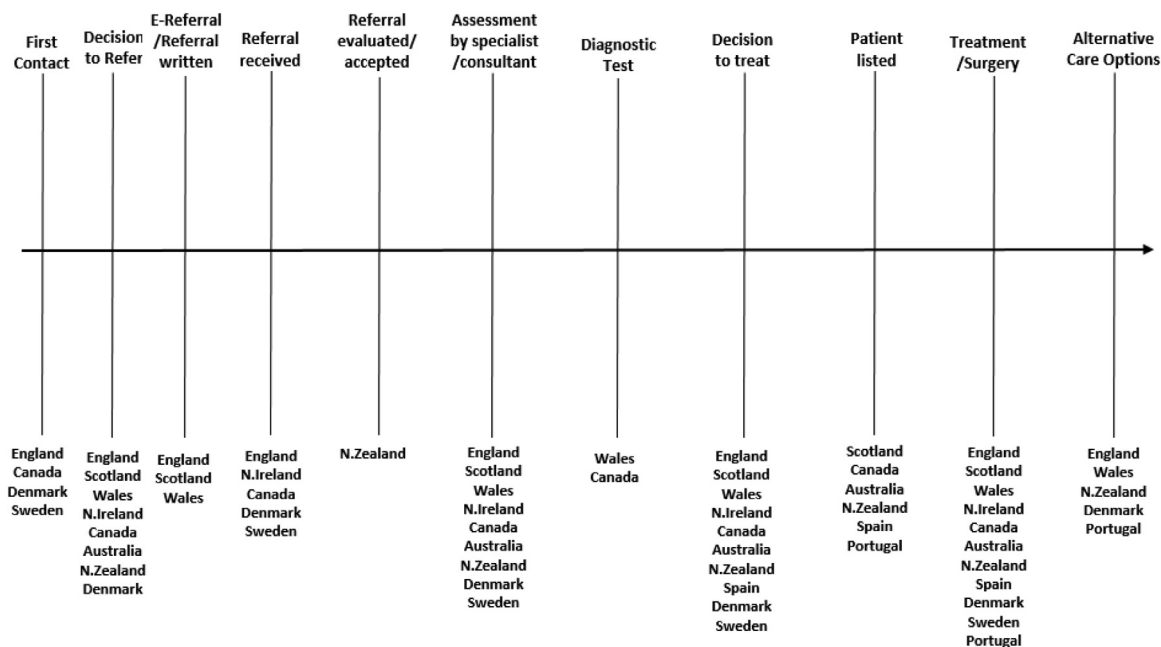 First
Contact
Decision
to Refer
E-Referral
/Referral
written
Referral
received
Referral
evaluated/
accepted
Assessment
by specialist
/consultant
Diagnostic
Test
Decision
to treat
Patient
listed
Treatment
/Surgery
Alternative
Care Options
England
Canada
Denmark
Sweden
England
Scotland
Wales
N.Ireland
Canada
Australia
N.Zealand
Denmark
England
Scotland
Wales
England
N.Ireland
Canada
Denmark
Sweden
N.Zealand
England
Scotland
Wales
N.Ireland
Canada
Australia
N.Zealand
Denmark
Sweden
Wales
Canada
England
Scotland
Wales
N.Ireland
Canada
Australia
N.Zealand
Spain
Denmark
Sweden
Scotland
Canada
Australia
N.Zealand
Spain
Portugal
England
Scotland
Wales
N.Ireland
Canada
Australia
N.Zealand
Spain
Denmark
Sweden
Portugal
England
Wales
N.Zealand
Denmark
Portugal